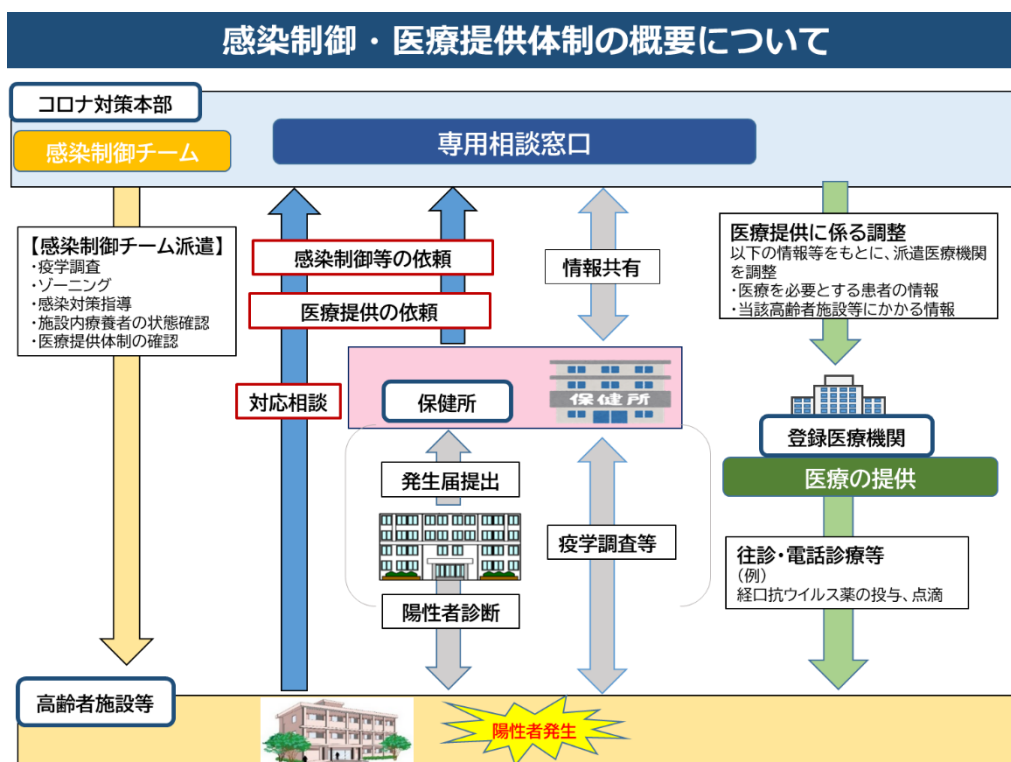 感染制御・医療提供体制の概要について
コロナ対策本部
感染制御チーム
専用相談窓口
【感染制御チーム派遣】
・疫学調査
・ゾーニング
・感染対策指導
・施設内療養者の状態確認
・医療提供体制の確認
感染制御等の依頼
医療提供の依頼
対応相談
情報共有
医療提供に係る調整
以下の情報等をもとに、派遣医療機関
を調整
・医療を必要とする患者の情報
・当該高齢者施設等にかかる情報
保健所
保健所
発生届提出
陽性者診断
疫学調査等
登録医療機関
医療の提供
往診・電話診療等
（例）
経口抗ウイルス薬の投与、点滴
高齢者施設等
陽性者発生